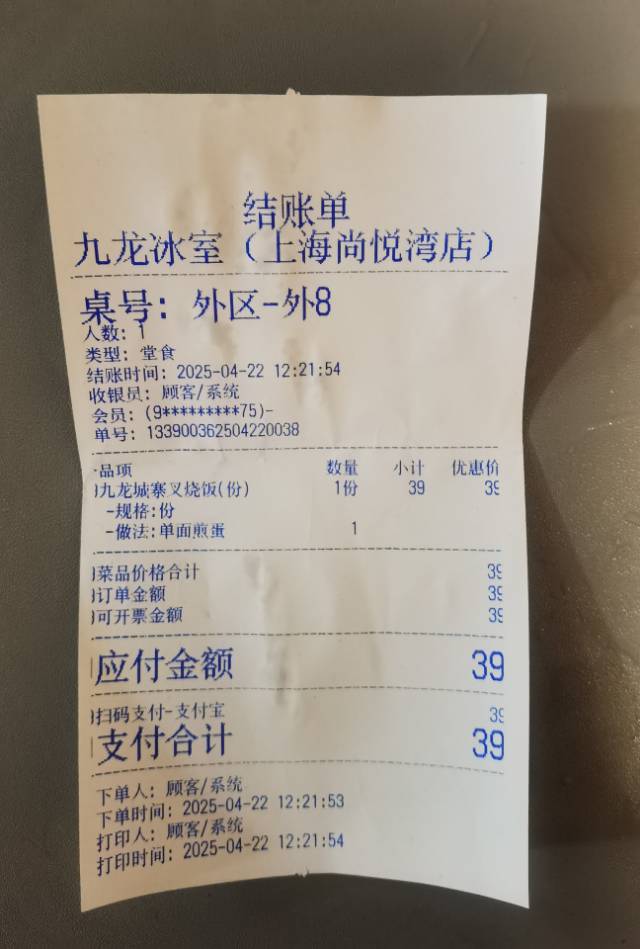 结账单
九龙冰室（上海尚悦湾店）
桌号：外区-外8
人数：1
类型：堂食
结账时间：2025-04-22 12:21:54
收银员：顾客/系统
会员：(9*********75)-
单号：133900362504220038
品项 数量 小计 优惠价
九龙城寨叉烧饭(份) 1份 39 39
-规格:份
-做法:单面煎蛋 1
菜品价格合计 39
订单金额 39
可开票金额 39
应付金额 39
扫码支付-支付宝 39
支付合计 39
下单人：顾客/系统
下单时间：2025-04-22 12:21:53
打印人：顾客/系统
打印时间：2025-04-22 12:21:54